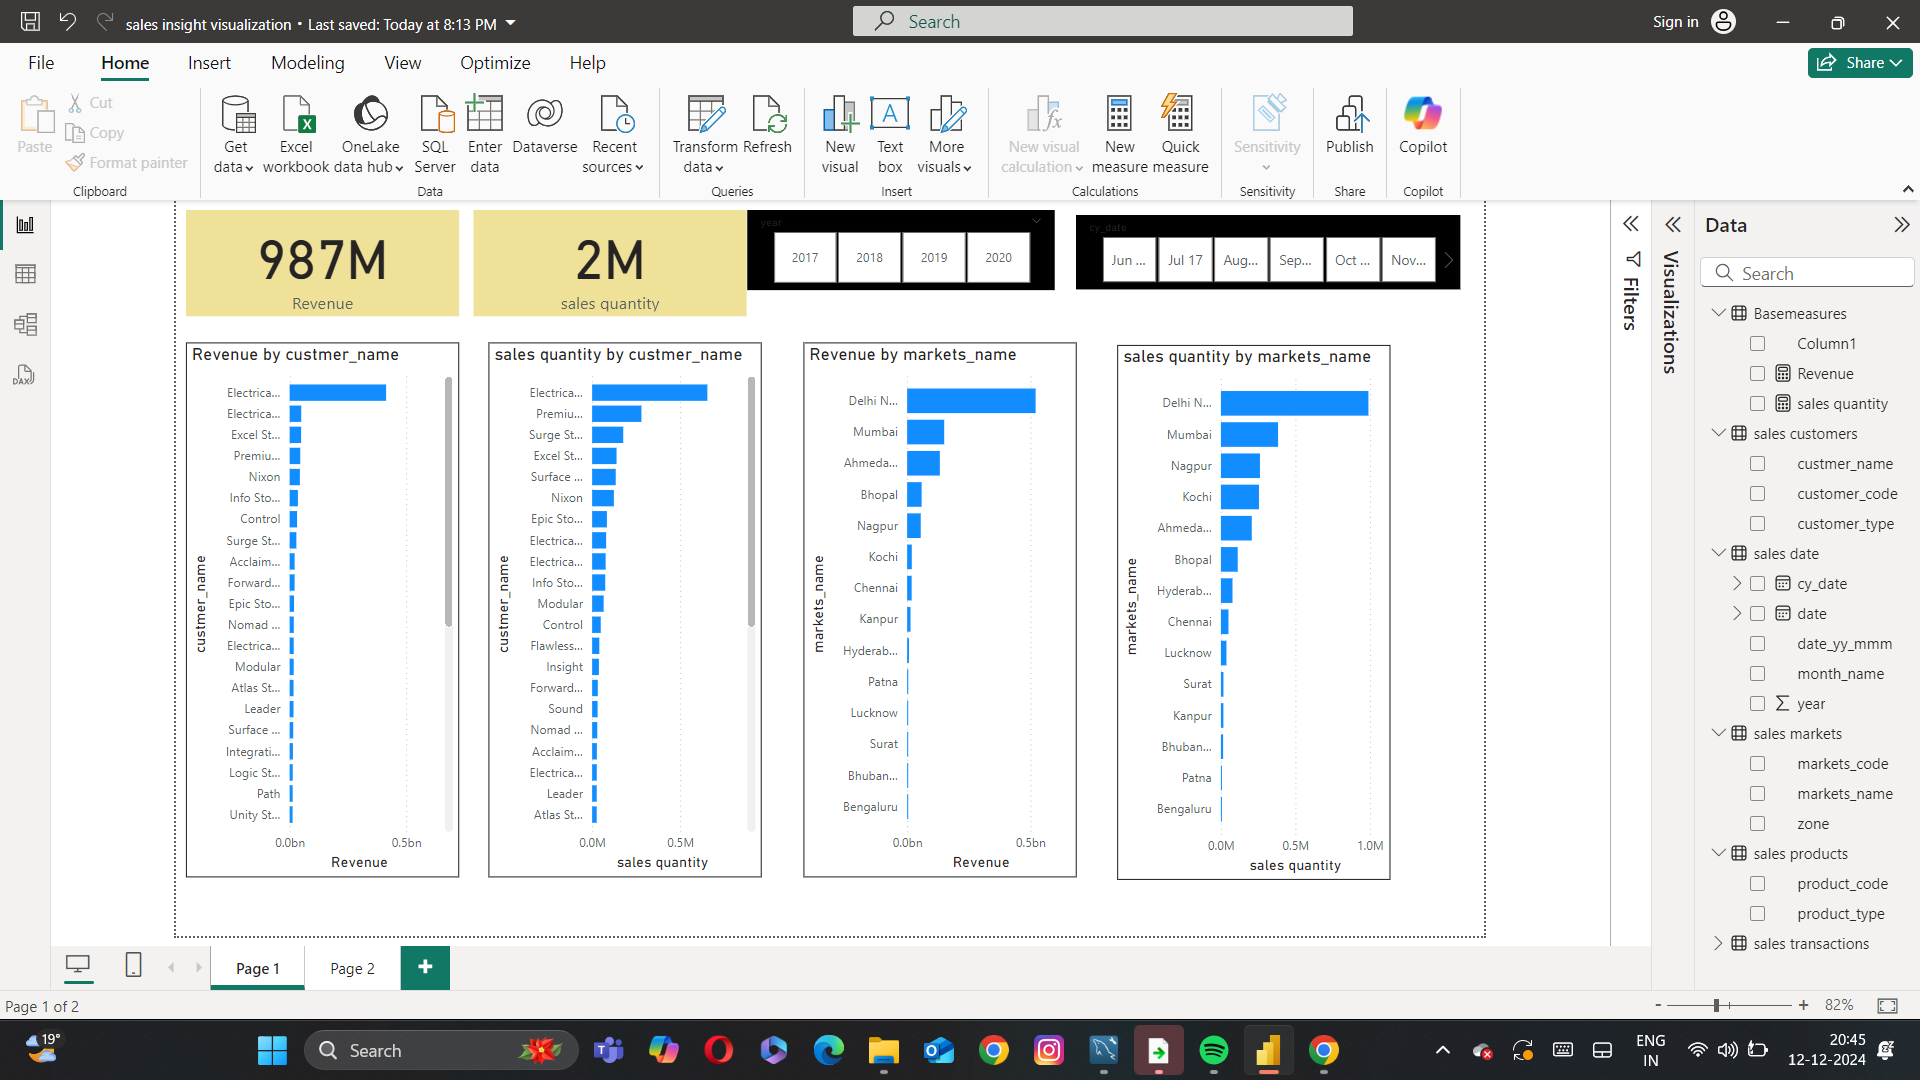 sales insight visualization • Last saved: Today at 8:13 PM
Search
Sign in
File
Home
Insert
Modeling
View
Optimize
Help
Share
Paste
Cut
Copy
Format painter
Clipboard
Get data
Excel workbook
OneLake data hub
SQL Server
Enter data
Dataverse
Recent sources
Data
Transform data
Refresh
Queries
New visual
Text box
More visuals
Insert
New visual calculation
New measure
Quick measure
Calculations
Sensitivity
Sensitivity
Publish
Share
Copilot
Copilot
987M
Revenue
2M
sales quantity
year
2017
2018
2019
2020
cy_date
Jun ...
Jul 17
Aug...
Sep...
Oct ...
Nov...
Revenue by custmer_name
custmer_name
Electrica...
Electrica...
Excel St...
Premiu...
Nixon
Info Sto...
Control
Surge St...
Acclaim...
Forward...
Epic Sto...
Nomad ...
Electrica...
Modular
Atlas St...
Leader
Surface ...
Integrati...
Logic St...
Path
Unity St...
0.0bn
0.5bn
Revenue
sales quantity by custmer_name
custmer_name
Electrica...
Premiu...
Surge St...
Excel St...
Surface ...
Nixon
Epic Sto...
Electrica...
Electrica...
Info Sto...
Modular
Control
Flawless...
Insight
Forward...
Sound
Nomad ...
Acclaim...
Electrica...
Leader
Atlas St...
0.0M
0.5M
sales quantity
Revenue by markets_name
markets_name
Delhi N...
Mumbai
Ahmeda...
Bhopal
Nagpur
Kochi
Chennai
Kanpur
Hyderab...
Patna
Lucknow
Surat
Bhuban...
Bengaluru
0.0bn
0.5bn
Revenue
sales quantity by markets_name
markets_name
Delhi N...
Mumbai
Nagpur
Kochi
Ahmeda...
Bhopal
Hyderab...
Chennai
Lucknow
Surat
Kanpur
Bhuban...
Patna
Bengaluru
0.0M
0.5M
1.0M
sales quantity
Filters
Visualizations
Data
Search
Basemeasures
Column1
Revenue
sales quantity
sales customers
custmer_name
customer_code
customer_type
sales date
cy_date
date
date_yy_mmm
month_name
year
sales markets
markets_code
markets_name
zone
sales products
product_code
product_type
sales transactions
DAX
Page 1
Page 2
Page 1 of 2
82%
19°
Search
ENG
IN
20:45
12-12-2024